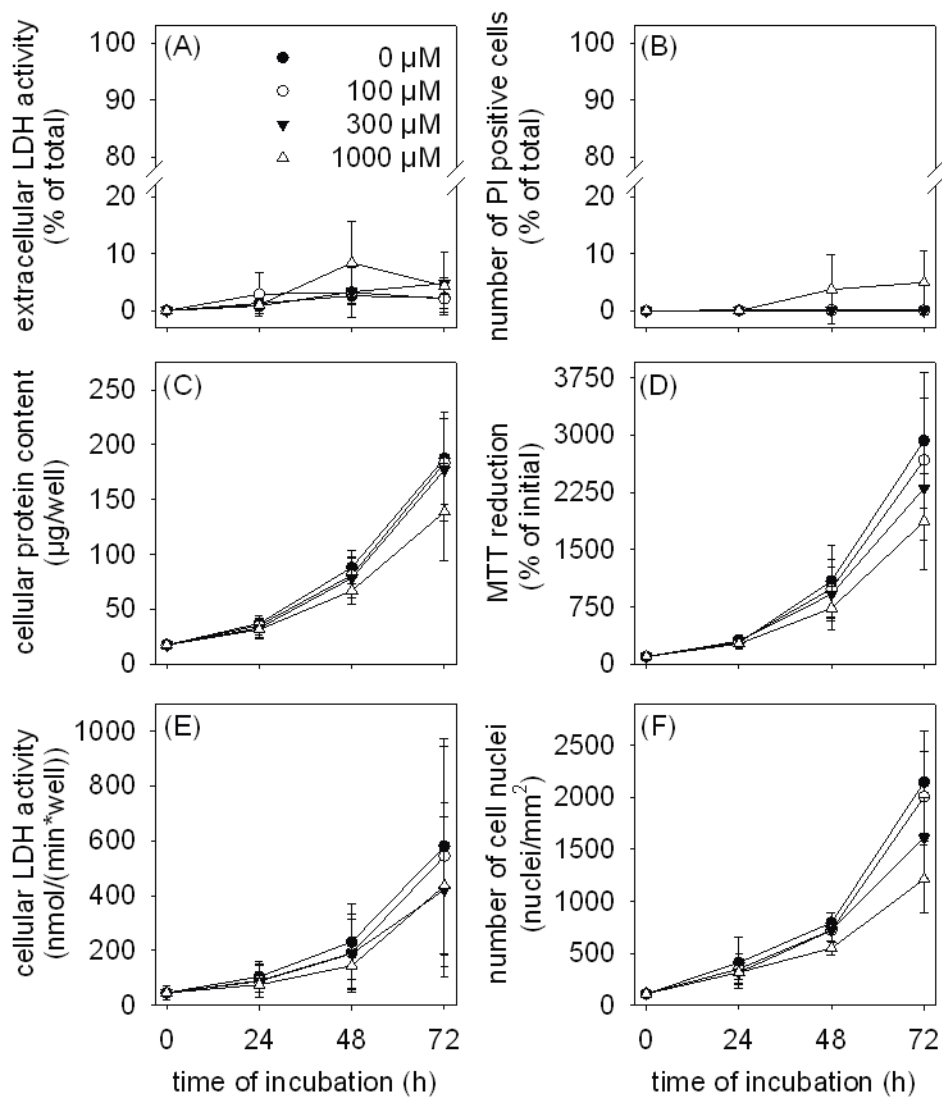 (A)
0 µM
100 µM
300 µM
1000 µM
extracellular LDH activity
(% of total)
100
90
80
20
10
0
(B)
number of PI positive cells
(% of total)
100
90
80
20
10
0
(C)
cellular protein content
(µg/well)
250
200
150
100
50
0
(D)
MTT reduction
(% of initial)
3750
3000
2250
1500
750
0
(E)
cellular LDH activity
(nmol/(min*well))
1000
800
600
400
200
0
0 24 48 72
time of incubation (h)
(F)
number of cell nuclei
(nuclei/mm²)
2500
2000
1500
1000
500
0
0 24 48 72
time of incubation (h)